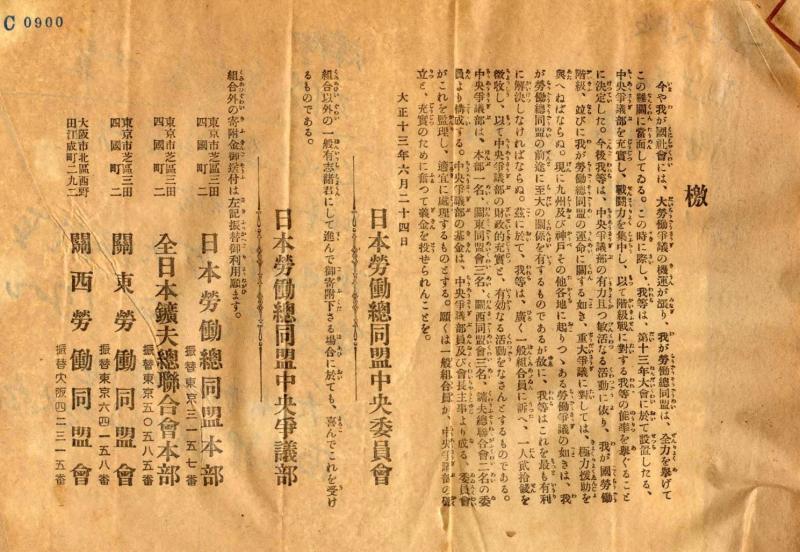 C 0900
檄
今や我が國社會には、大勞働爭議の機運が漲り、我が勞働總同盟は、全力を擧げて
この難關に當面してゐる。この時に際し、我等は、第十三年大會に於て設置したる、
中央爭議部を充實し、戰鬪力を集中し、以て階級戰に對する我等の能率を擧ぐること
に決定した。今後我等は、中央爭議部の有力且つ敏活なる活動に依り、我が國勞働
階級、並びに我が勞働總同盟の運命に關する如き、重大爭議に對しては、極力援助を
與へねばならぬ。現に九州及び神戸その他各地に起りつゝある勞働爭議の如きは、我
が勞働總同盟の前途に至大の關係を有するものであるが故に、我等はこれを最も有利
に解決しなければならぬ。玆に於て、我等は、廣く一般組合員に訴へ、一人貳拾錢を
徴收し、以て中央爭議部の財政的充實と、有効なる活動をなさんとするものである。
中央爭議部は、本部一名、關東同盟會三名、關西同盟會三名、鑛夫總聯合會二名の委
員より構成する。中央爭議部の基金は、中央爭議部員及び會長主事より成る、委員會
がこれを監理し、適宜に處理するものとする。願くは一般組合員が、中央爭議部の確
立と、充實のために奮つて義金を投せられんことを。
大正十三年六月二十四日
日本勞働總同盟中央委員會
日本勞働總同盟中央爭議部
組合以外の一般有志諸君にして進んで御寄附下さる場合に於ても、喜んでこれを受け
るものである。
組合外の寄附金御送付は左記振替御利用願ます。
東京市芝區三田四國町二 日本勞働總同盟本部 振替東京三一五七番
東京市芝區三田四國町二 全日本鑛夫總聯合會本部 振替東京五〇五八五番
東京市芝區三田四國町二 關東勞働同盟會 振替東京六四一五八番
大阪市北區西野田江成町二九二 關西勞働同盟會 振替大阪四二三一五番